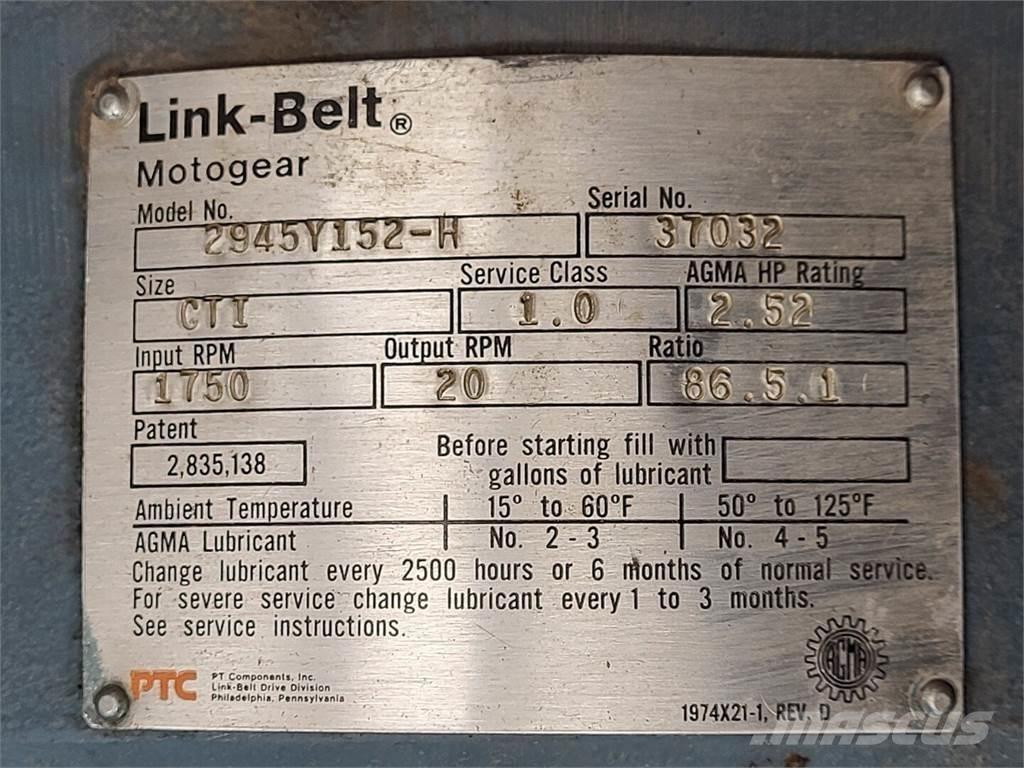 Link-Belt®
Motogear
Model No. Serial No.
2945Y152-H 37032
Size Service Class AGMA HP Rating
CTI 1.0 2.52
Input RPM Output RPM Ratio
1750 20 86.5.1
Patent
2,835,138
Before starting fill with
gallons of lubricant
Ambient Temperature 15° to 60°F 50° to 125°F
AGMA Lubricant No. 2 - 3 No. 4 - 5
Change lubricant every 2500 hours or 6 months of normal service.
For severe service change lubricant every 1 to 3 months.
See service instructions.
PTC
PT Components, Inc.
Link-Belt Drive Division
Philadelphia, Pennsylvania
AGMA
1974X21-1, REV, D
MASCUS